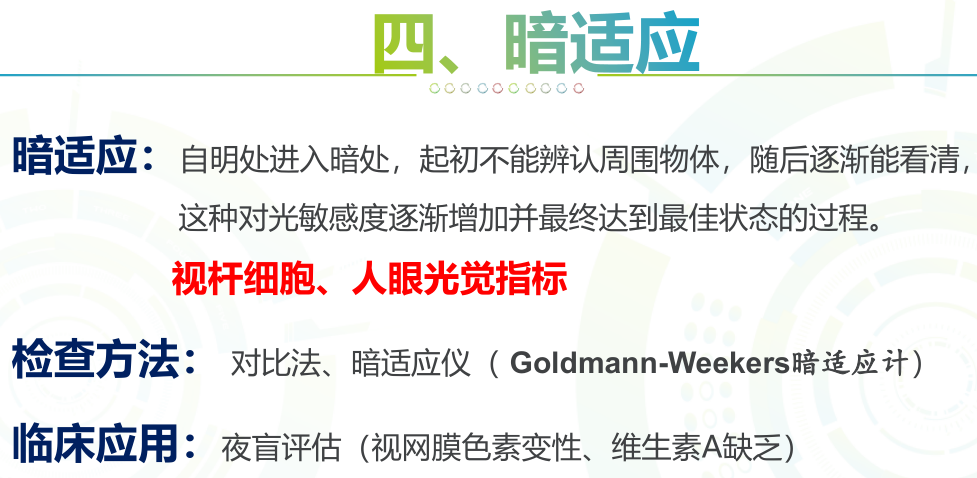 四、暗适应
暗适应：自明处进入暗处，起初不能辨认周围物体，随后逐渐能看清，
这种对光敏感度逐渐增加并最终达到最佳状态的过程。
视杆细胞、人眼光觉指标
检查方法： 对比法、暗适应仪（ Goldmann-Weekers暗适应计）
临床应用：夜盲评估（视网膜色素变性、维生素A缺乏）